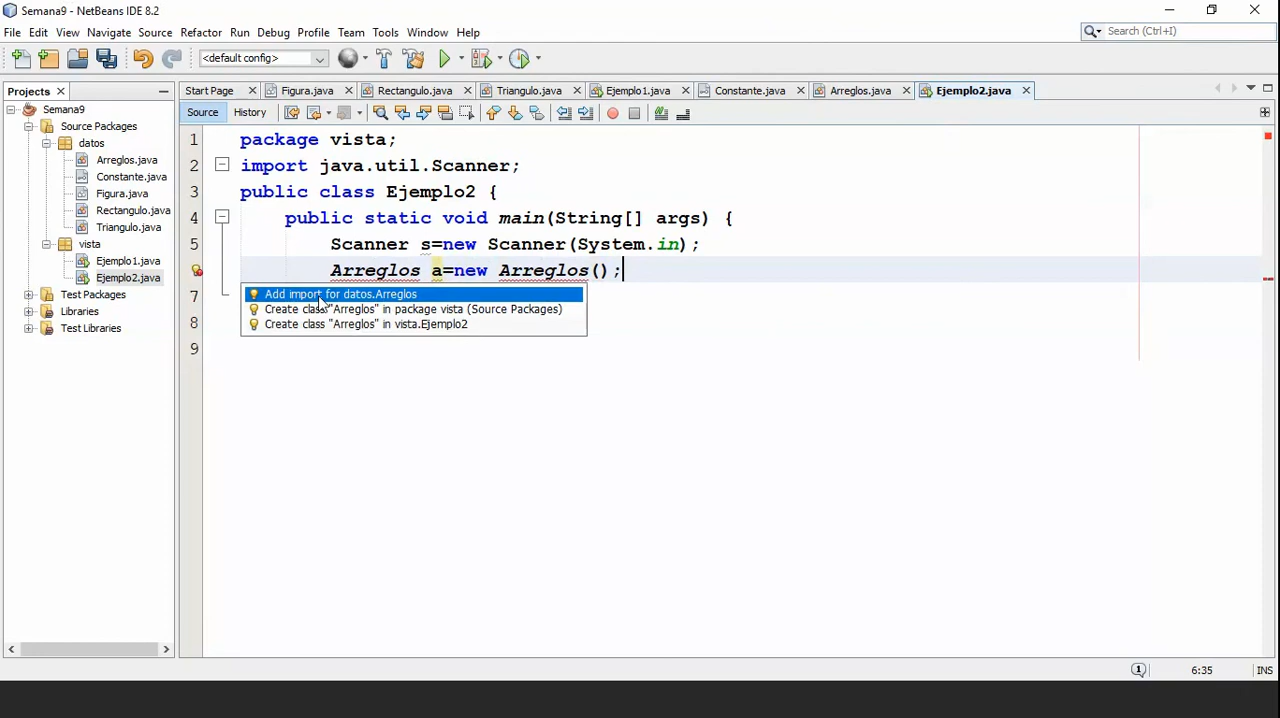 Semana9 - NetBeans IDE 8.2
File Edit View Navigate Source Refactor Run Debug Profile Team Tools Window Help
Search (Ctrl+I)
<default config>
Projects
Start Page Figura.java Rectangulo.java Triangulo.java Ejemplo1.java Constante.java Arreglos.java Ejemplo2.java
Semana9
Source Packages
datos
Arreglos.java
Constante.java
Figura.java
Rectangulo.java
Triangulo.java
vista
Ejemplo1.java
Ejemplo2.java
Test Packages
Libraries
Test Libraries
Source History
1 package vista;
2 import java.util.Scanner;
3 public class Ejemplo2 {
4 public static void main(String[] args) {
5 Scanner s=new Scanner(System.in);
6 Arreglos a=new Arreglos();
7
8
9
Add import for datos.Arreglos
Create class "Arreglos" in package vista (Source Packages)
Create class "Arreglos" in vista.Ejemplo2
1 6:35 INS